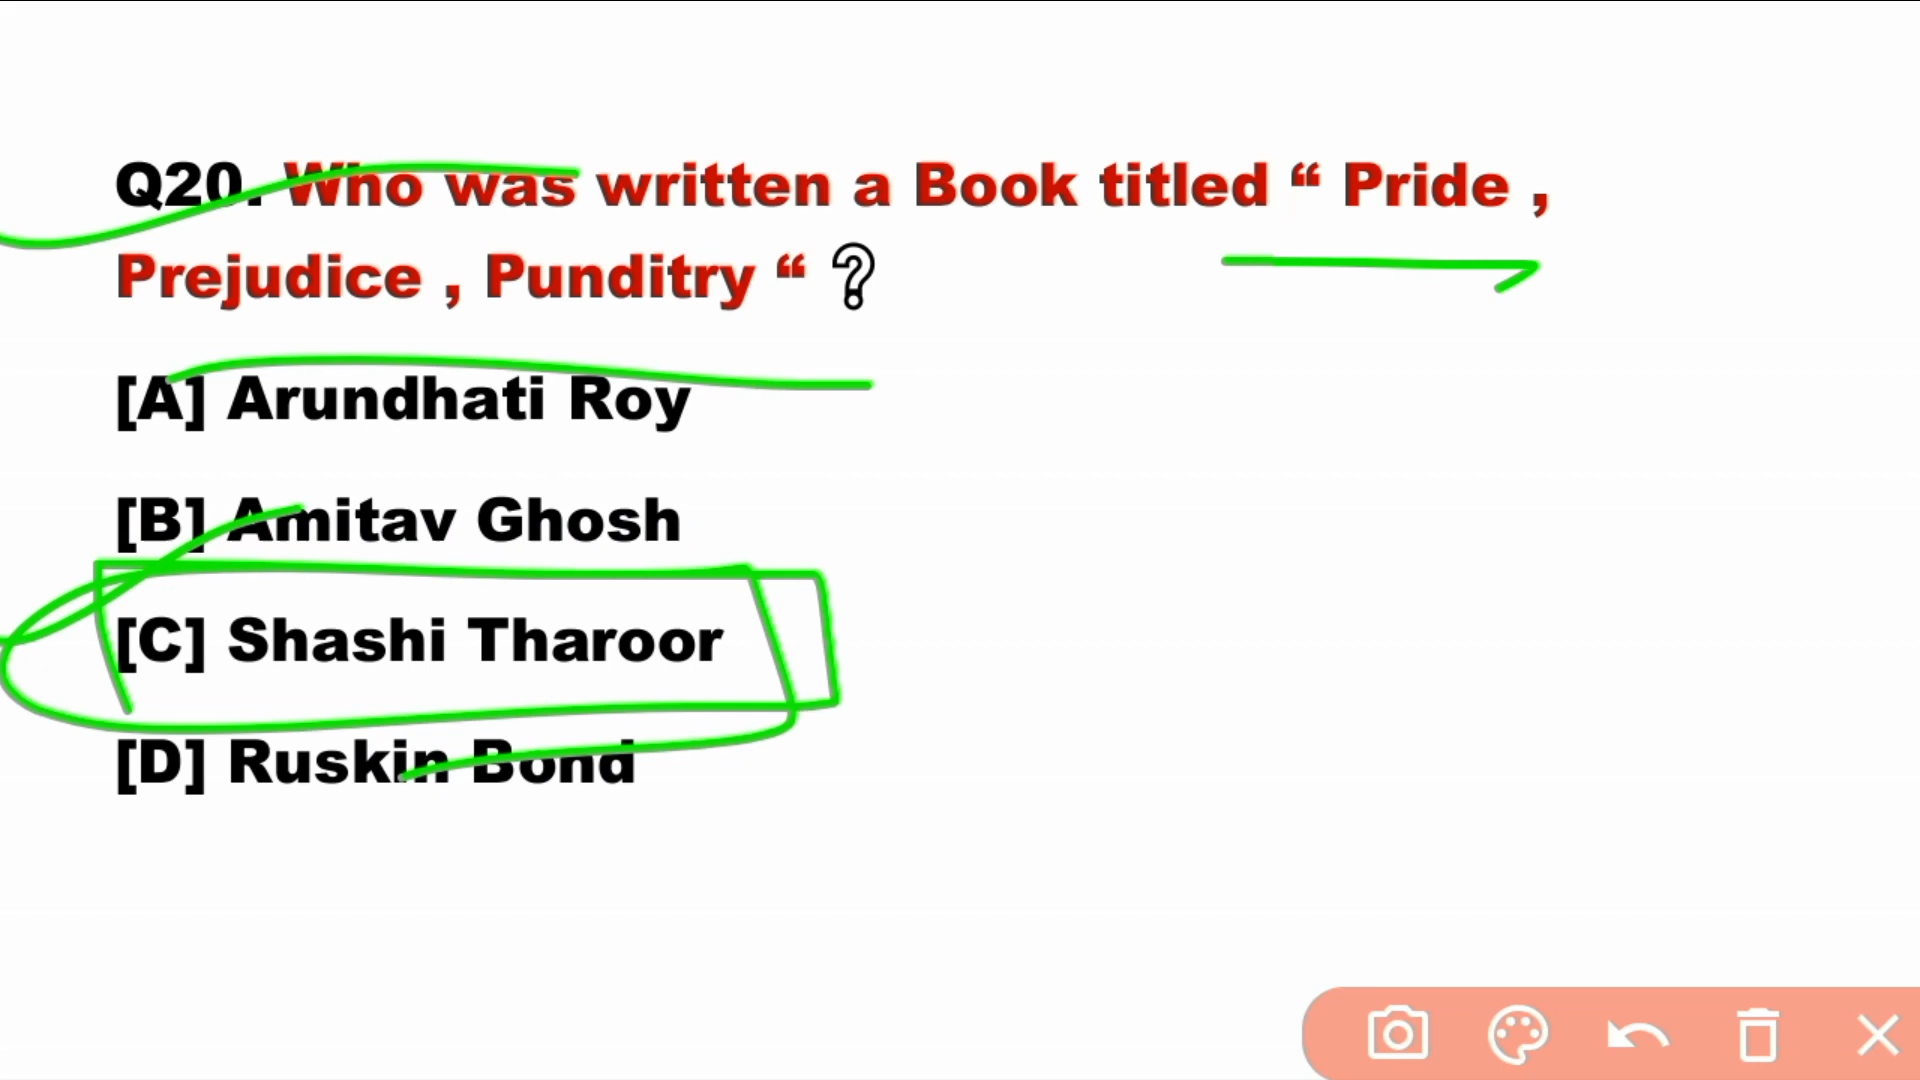 Q20. Who was written a Book titled “ Pride ,
Prejudice , Punditry “ ?
[A] Arundhati Roy
[B] Amitav Ghosh
[C] Shashi Tharoor
[D] Ruskin Bond